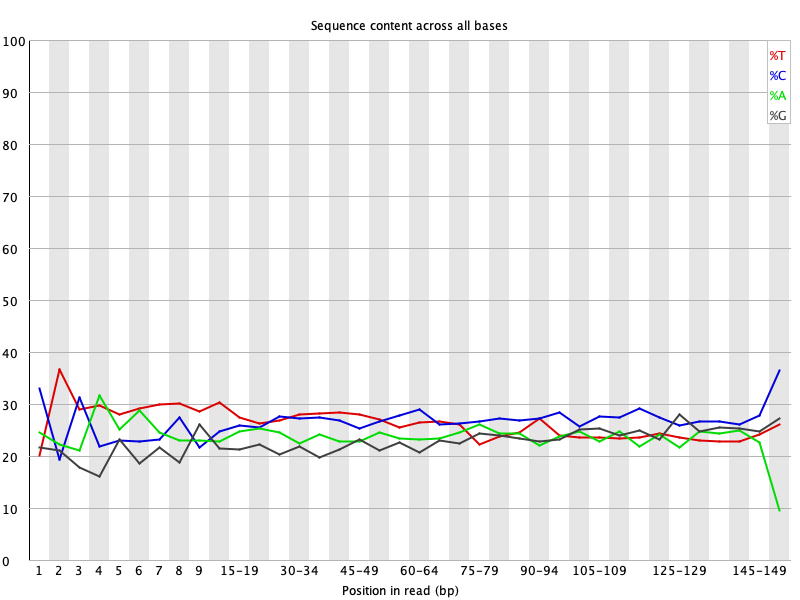 Sequence content across all bases
%T
%C
%A
%G
100
90
80
70
60
50
40
30
20
10
0
1 2 3 4 5 6 7 8 9 15-19 30-34 45-49 60-64 75-79 90-94 105-109 125-129 145-149
Position in read (bp)